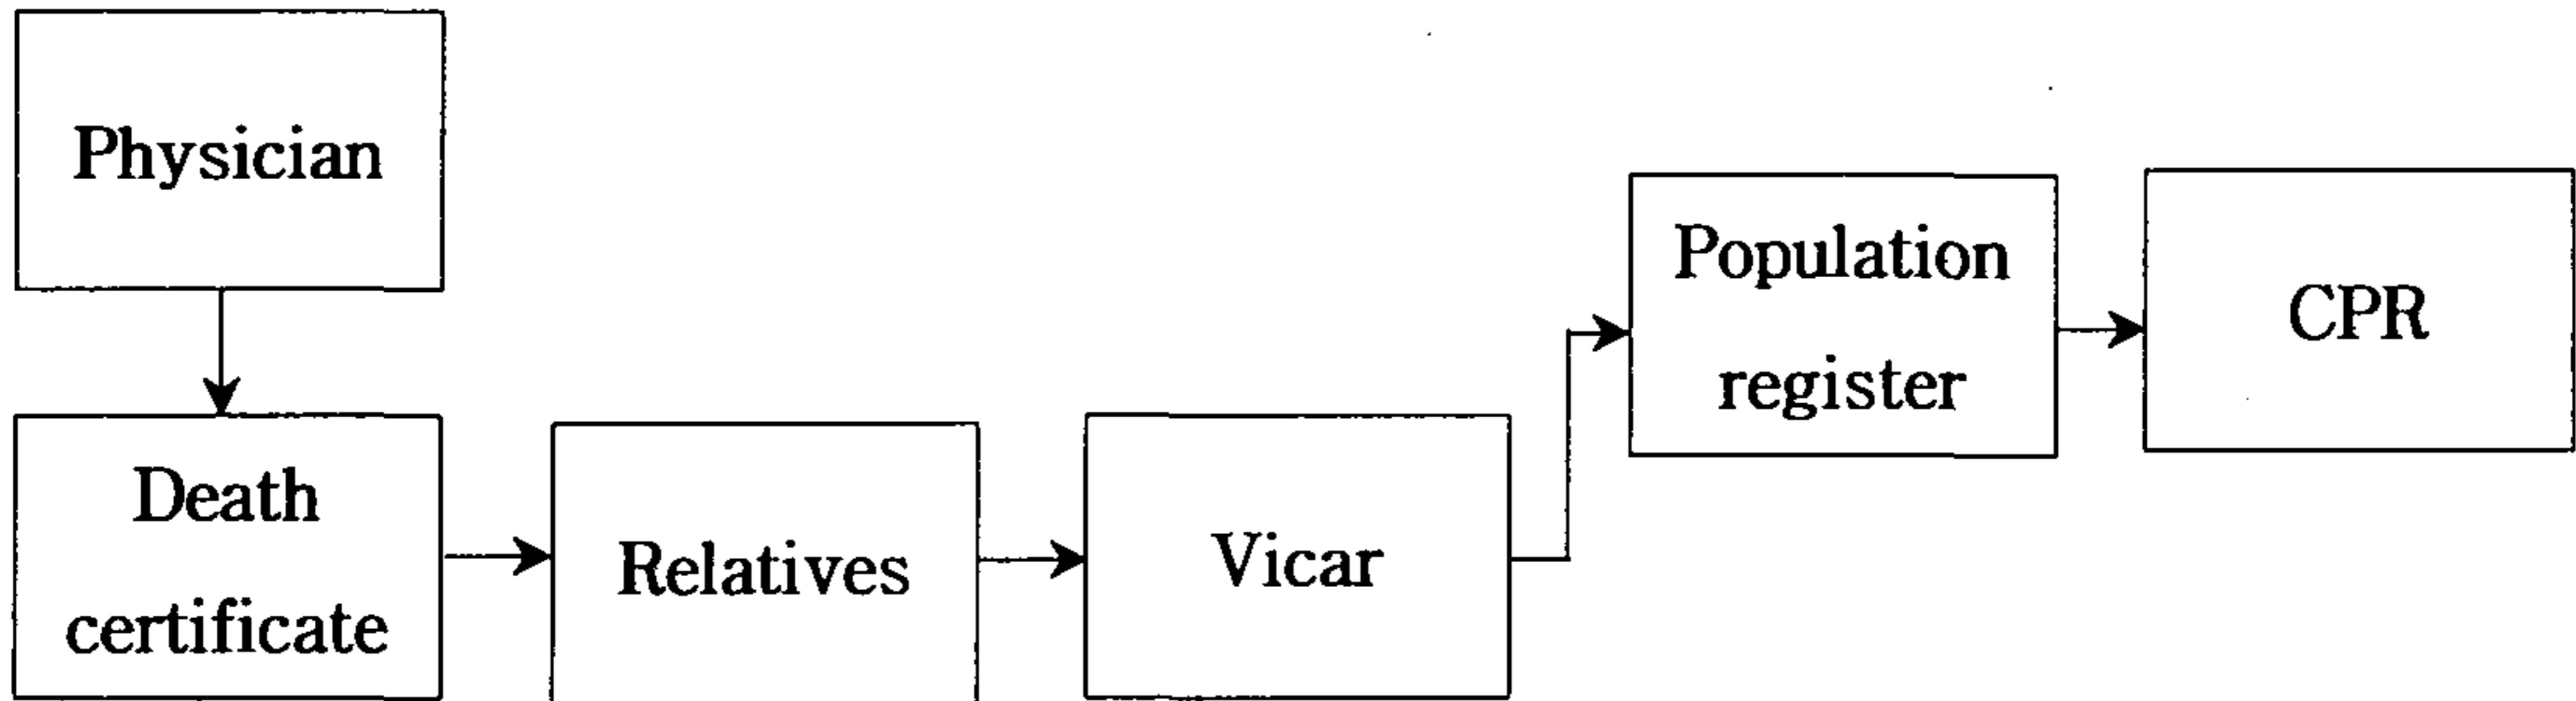 Physician
Death
certificate
Relatives
Vicar
Population
register
CPR